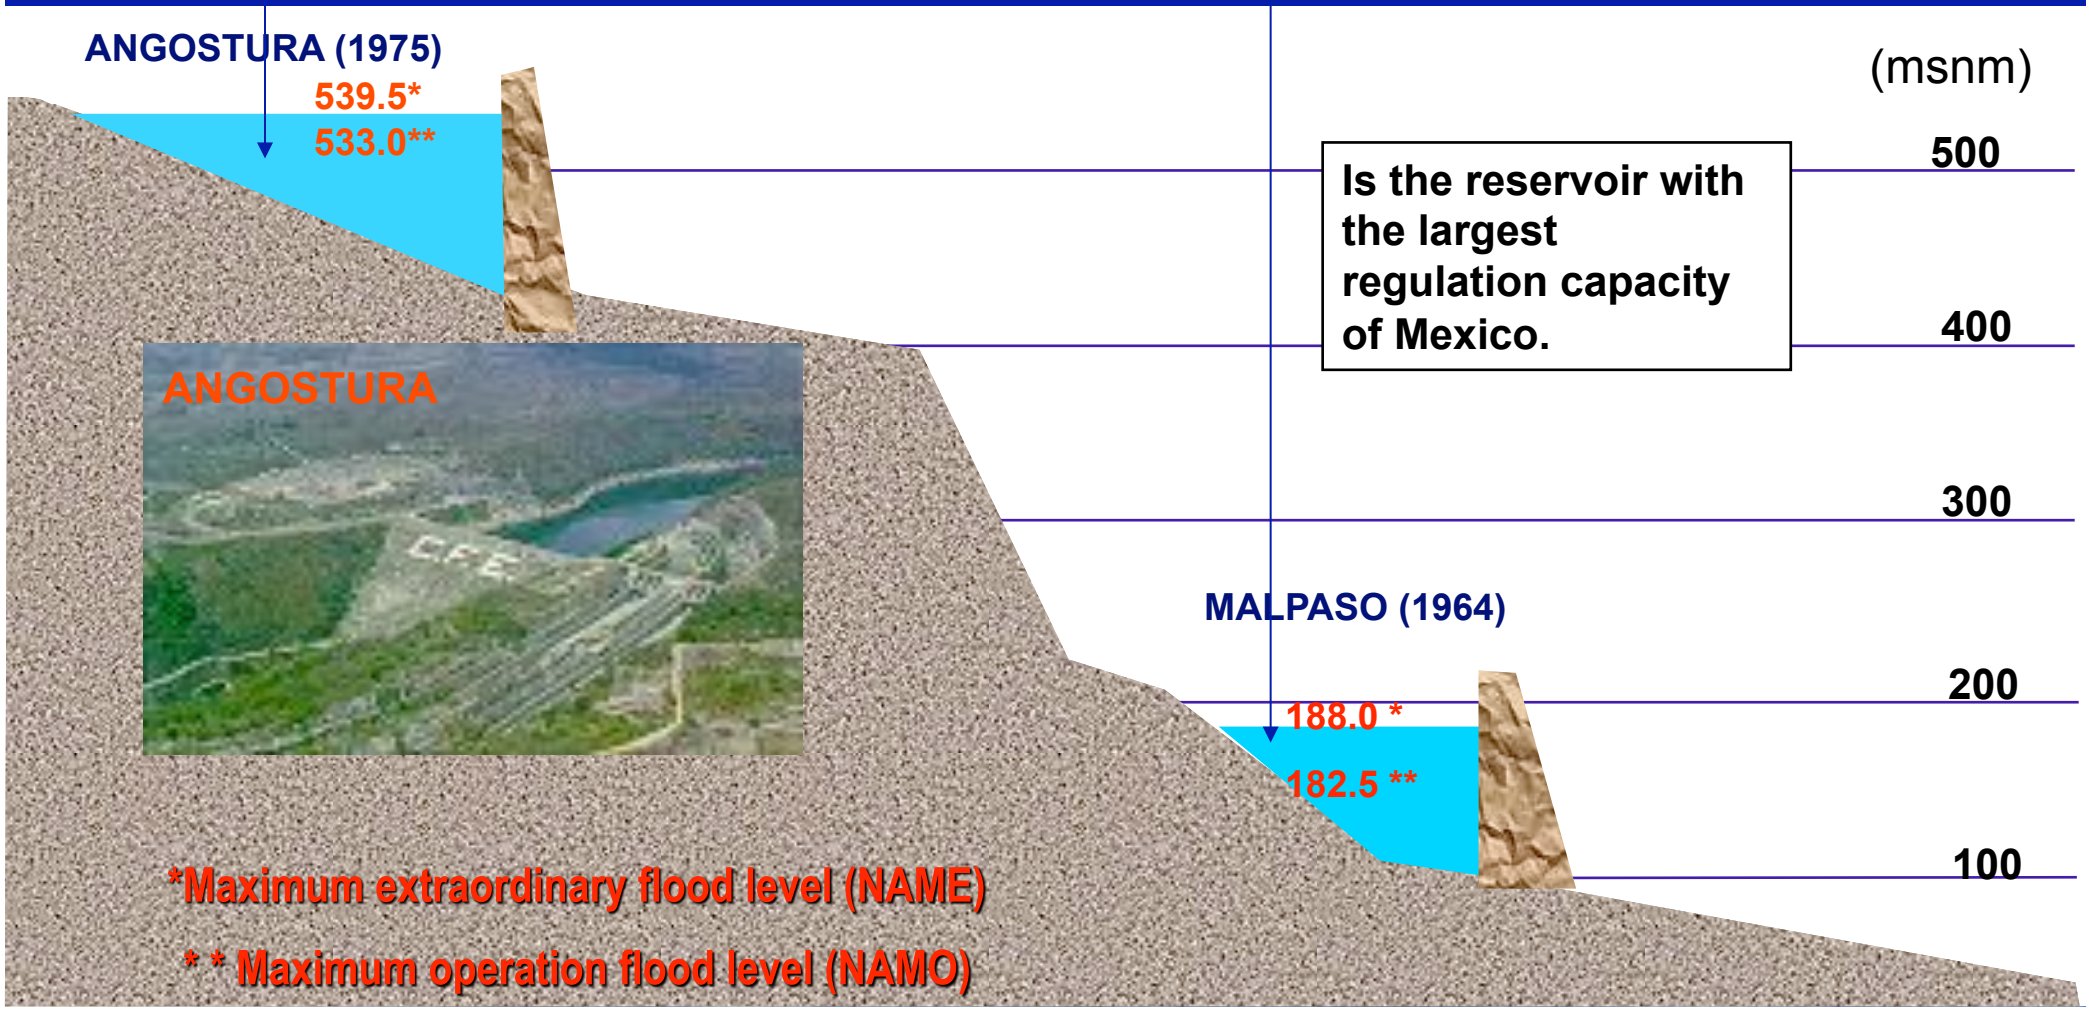 ANGOSTURA (1975)
539.5*
533.0**
(msnm)
500
Is the reservoir with
the largest
regulation capacity
of Mexico.
400
ANGOSTURA
300
C.F.E.
MALPASO (1964)
200
188.0 *
182.5 **
100
*Maximum extraordinary flood level (NAME)
* * Maximum operation flood level (NAMO)